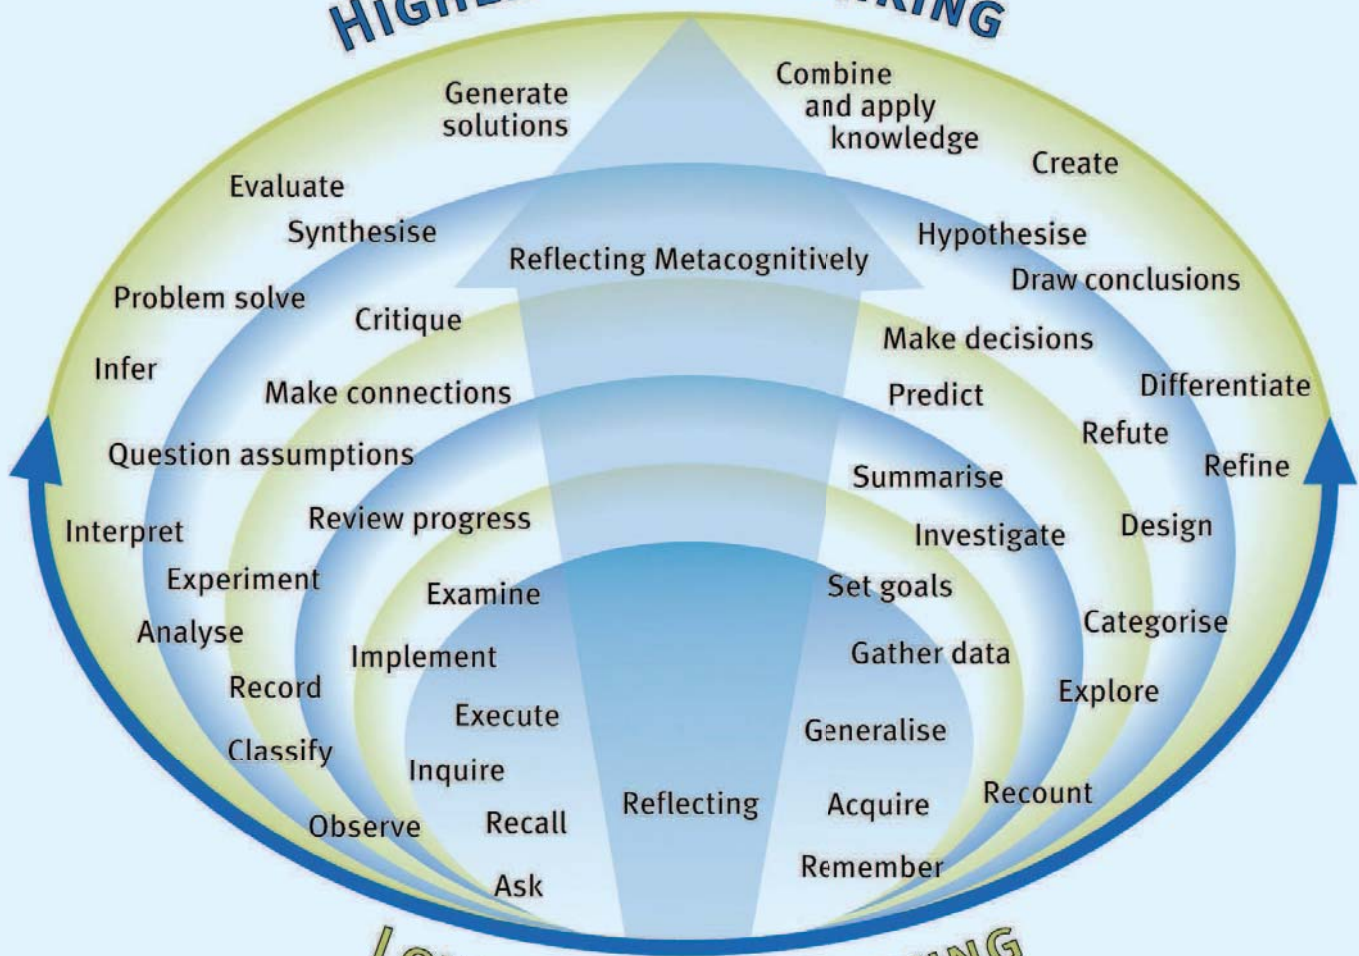 Generate
solutions
Combine
and apply
knowledge
Create
Evaluate
Synthesise
Hypothesise
Reflecting Metacognitively
Draw conclusions
Problem solve
Critique
Make decisions
Infer
Make connections
Predict
Differentiate
Question assumptions
Refute
Summarise
Refine
Review progress
Interpret
Investigate
Design
Experiment
Examine
Set goals
Analyse
Categorise
Implement
Gather data
Record
Explore
Execute
Generalise
Classify
Inquire
Reflecting
Acquire
Recount
Observe
Recall
Remember
Ask